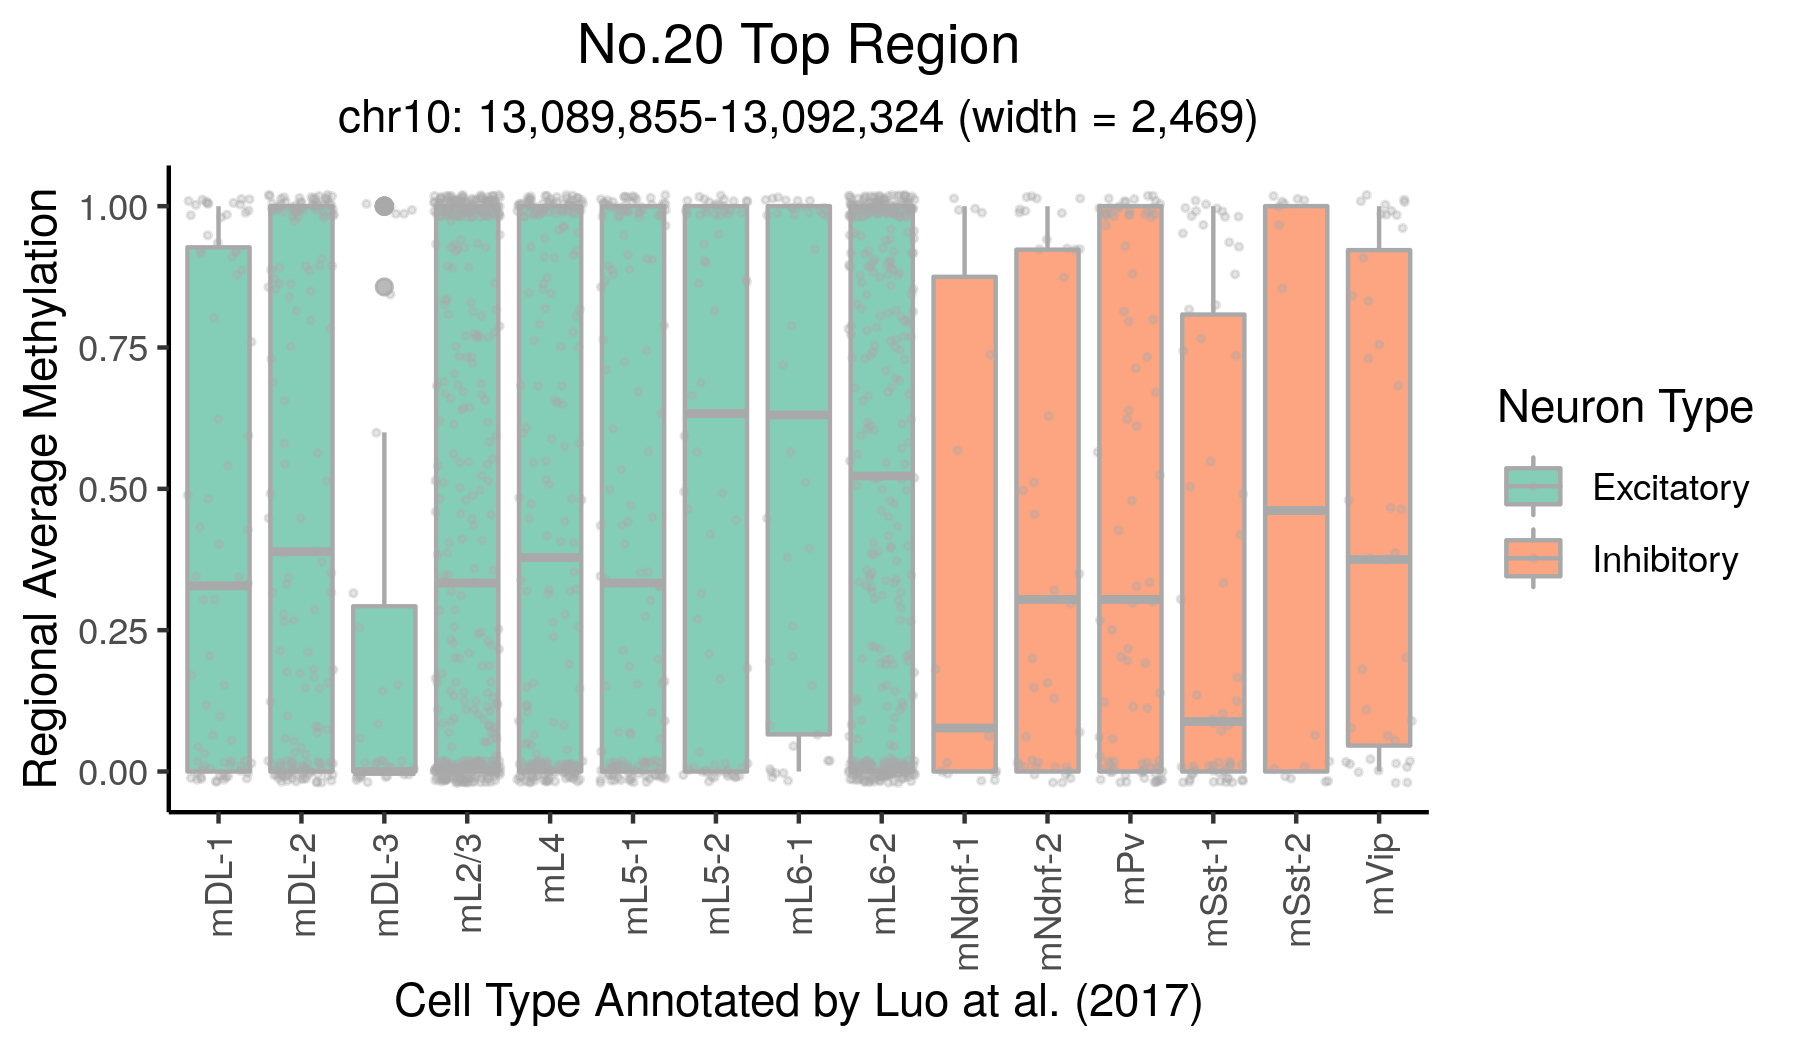 No.20 Top Region
chr10: 13,089,855-13,092,324 (width = 2,469)
Regional Average Methylation
1.00
0.75
0.50
0.25
0.00
mDL-1
mDL-2
mDL-3
mL2/3
mL4
mL5-1
mL5-2
mL6-1
mL6-2
mNdnf-1
mNdnf-2
mPv
mSst-1
mSst-2
mVip
Cell Type Annotated by Luo at al. (2017)
Neuron Type
Excitatory
Inhibitory